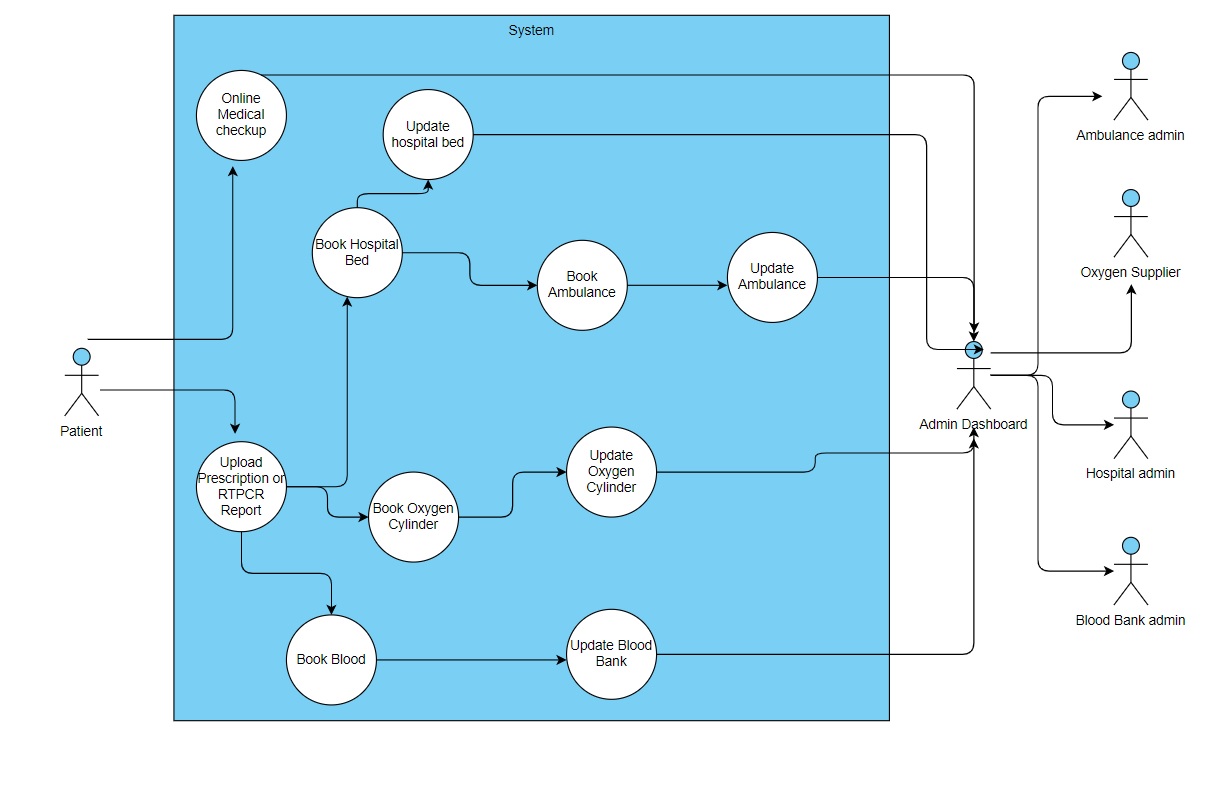 System
Online
Medical
checkup
Update
hospital bed
Book Hospital
Bed
Book
Ambulance
Update
Ambulance
Patient
Upload
Prescription or
RTPCR
Report
Book Oxygen
Cylinder
Update
Oxygen
Cylinder
Book Blood
Update Blood
Bank
Admin Dashboard
Ambulance admin
Oxygen Supplier
Hospital admin
Blood Bank admin